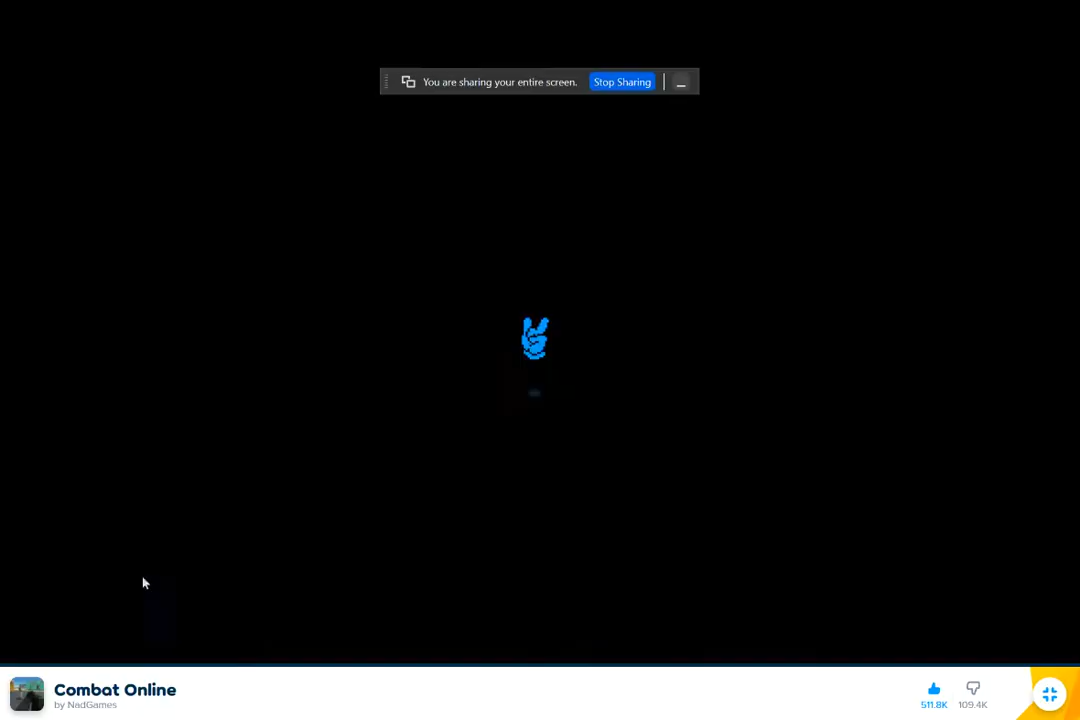 You are sharing your entire screen. Stop Sharing
Combat Online
by NadGames
511.8K 109.4K